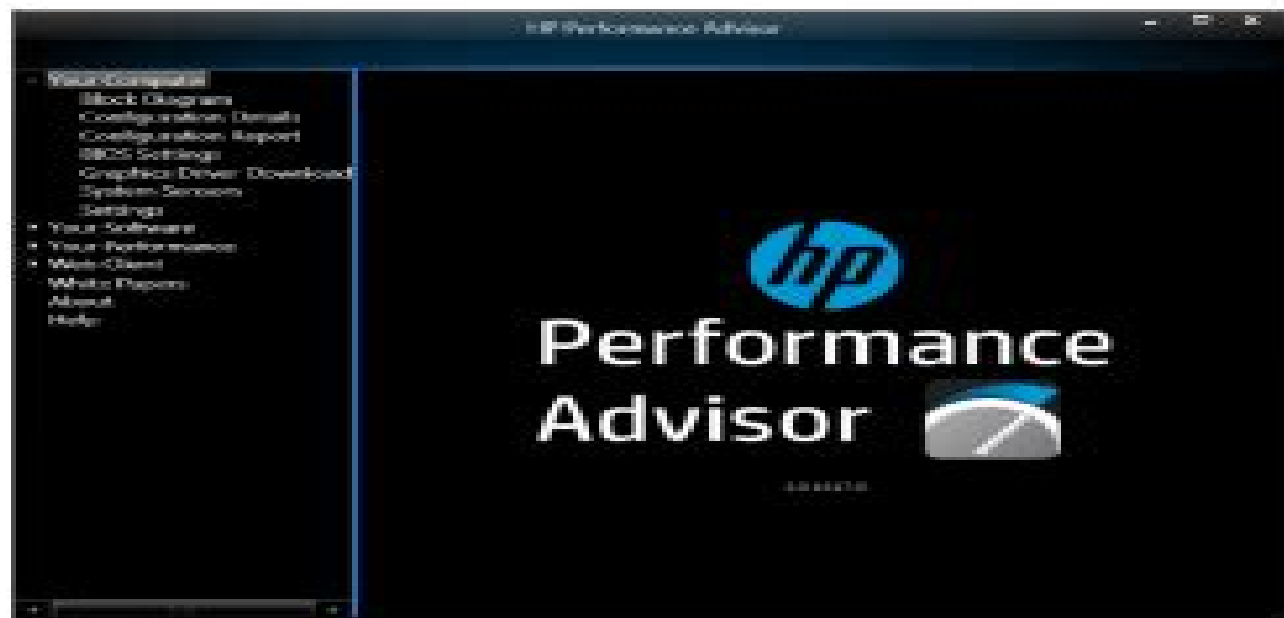 HP Performance Advisor
Your Computer
Block Diagram
Configuration Details
Configuration Report
BIOS Settings
Graphics Driver Download
System Sensors
Settings
Your Software
Your Performance
Web Client
White Papers
About
Help
hp
Performance
Advisor